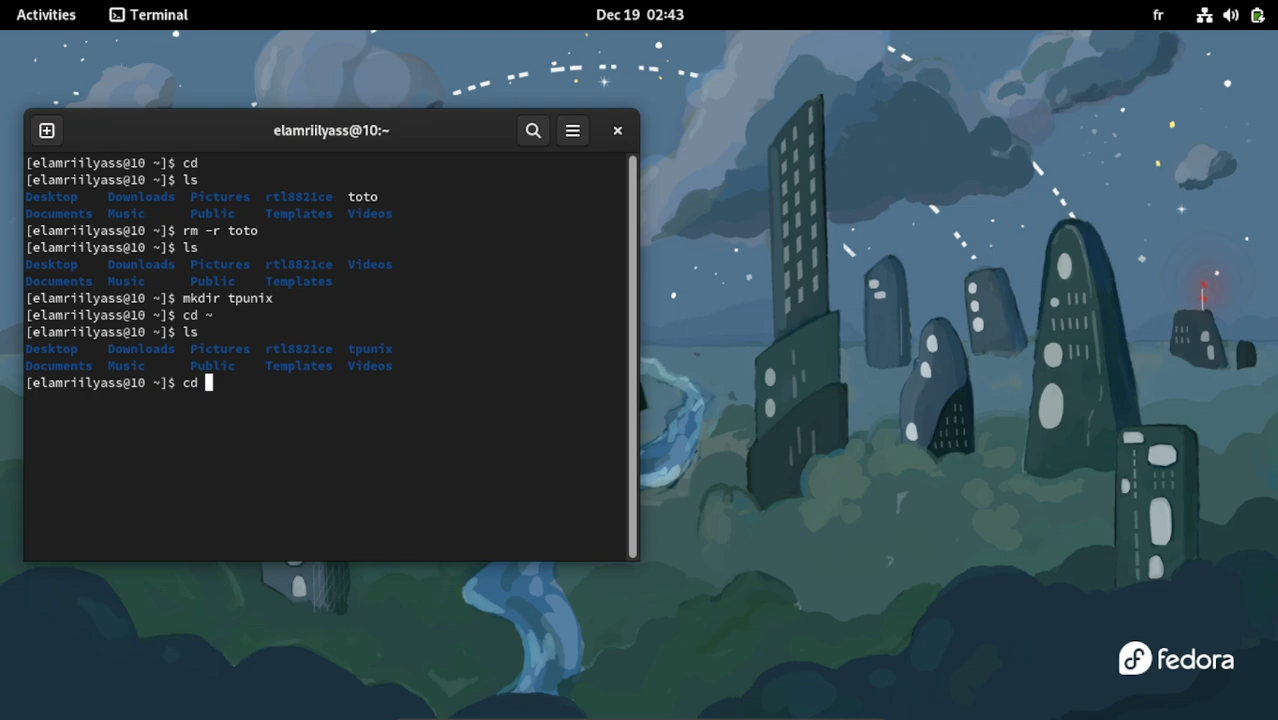 Activities Terminal Dec 19 02:43 fr
elamriilyass@10:~
[elamriilyass@10 ~]$ cd
[elamriilyass@10 ~]$ ls
Desktop Downloads Pictures rtl8821ce toto
Documents Music Public Templates Videos
[elamriilyass@10 ~]$ rm -r toto
[elamriilyass@10 ~]$ ls
Desktop Downloads Pictures rtl8821ce Videos
Documents Music Public Templates
[elamriilyass@10 ~]$ mkdir tpunix
[elamriilyass@10 ~]$ cd ~
[elamriilyass@10 ~]$ ls
Desktop Downloads Pictures rtl8821ce tpunix
Documents Music Public Templates Videos
[elamriilyass@10 ~]$ cd
fedora